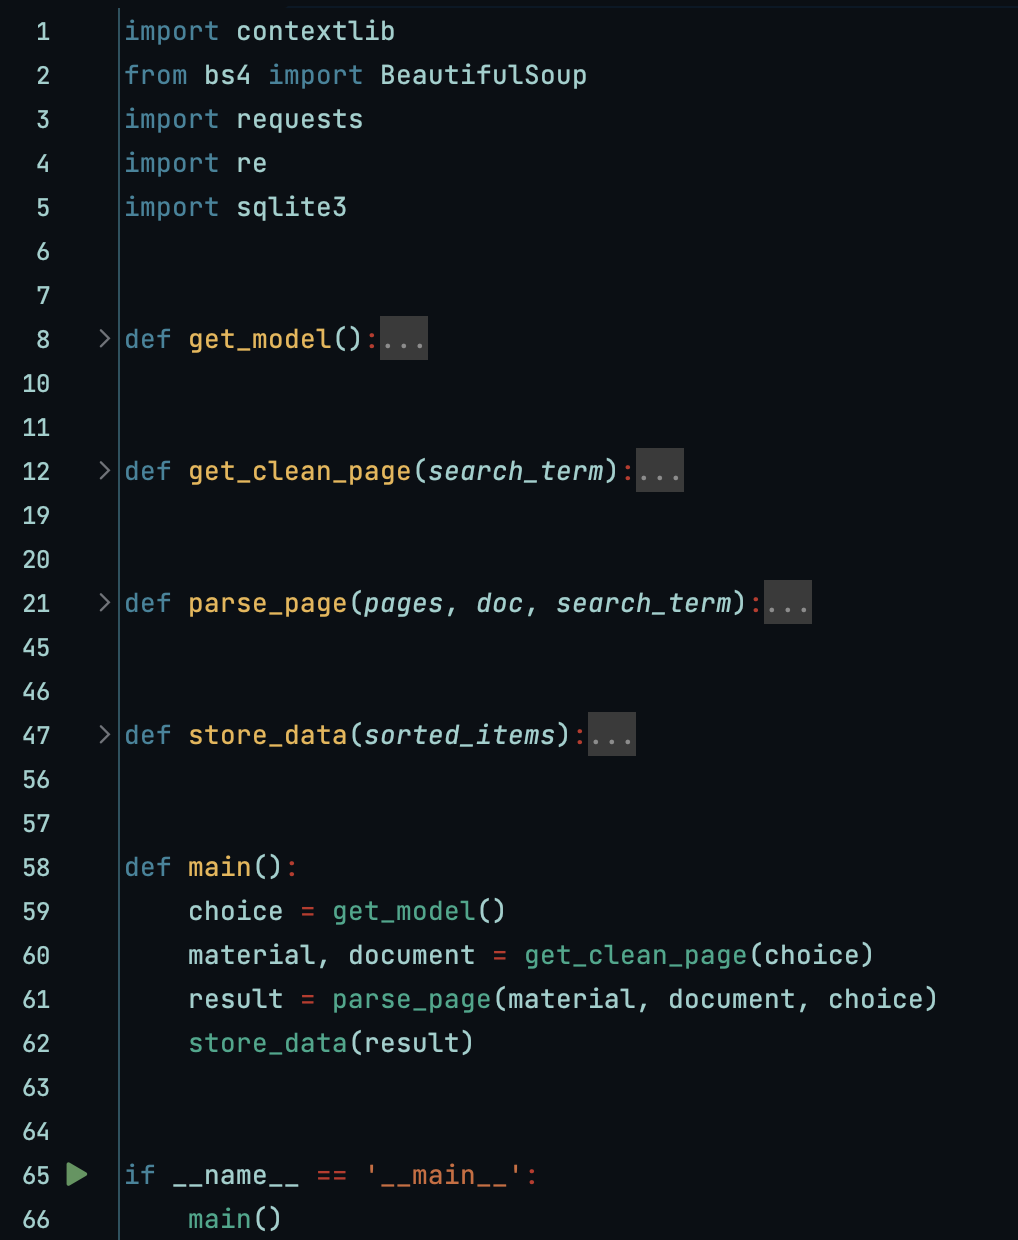 1 import contextlib
2 from bs4 import BeautifulSoup
3 import requests
4 import re
5 import sqlite3
6
7
8 def get_model():...
10
11
12 def get_clean_page(search_term):...
19
20
21 def parse_page(pages, doc, search_term):...
45
46
47 def store_data(sorted_items):...
56
57
58 def main():
59     choice = get_model()
60     material, document = get_clean_page(choice)
61     result = parse_page(material, document, choice)
62     store_data(result)
63
64
65 if __name__ == '__main__':
66     main()